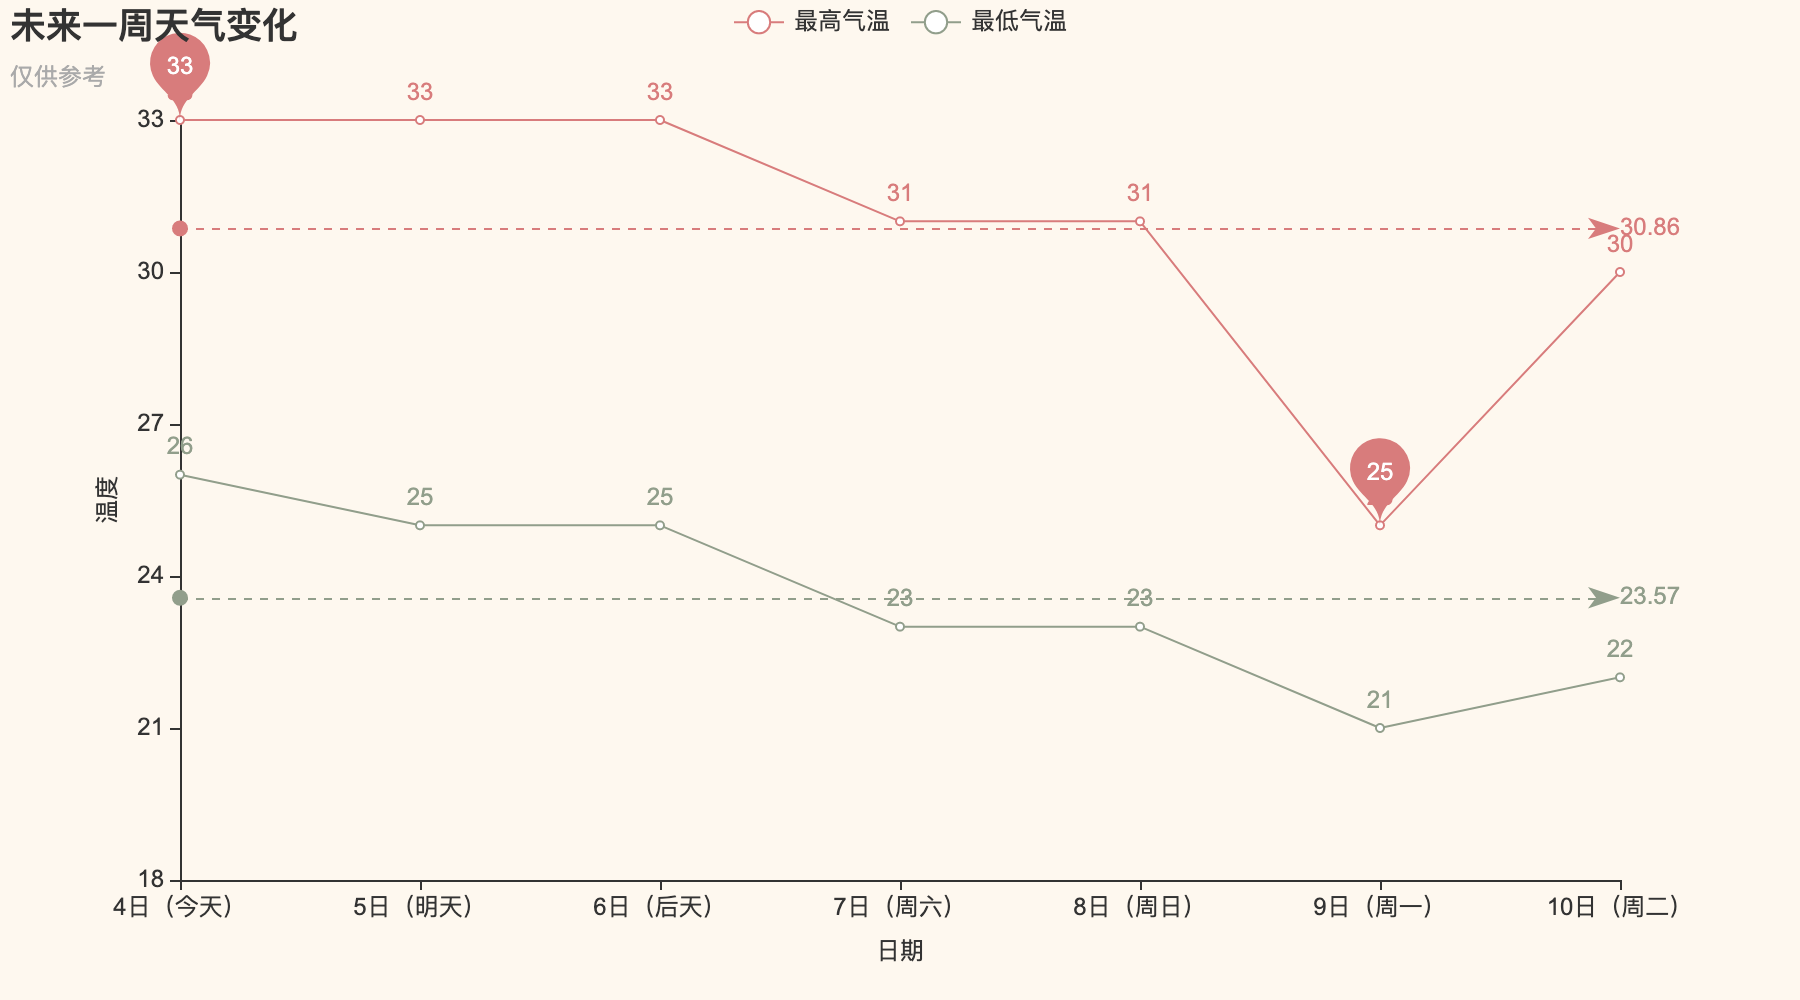 未来一周天气变化
仅供参考
最高气温
最低气温
33
33
33
31
31
25
30
30.86
26
25
25
23
23
21
22
23.57
33
30
27
24
21
18
温度
4日（今天）
5日（明天）
6日（后天）
7日（周六）
8日（周日）
9日（周一）
10日（周二）
日期